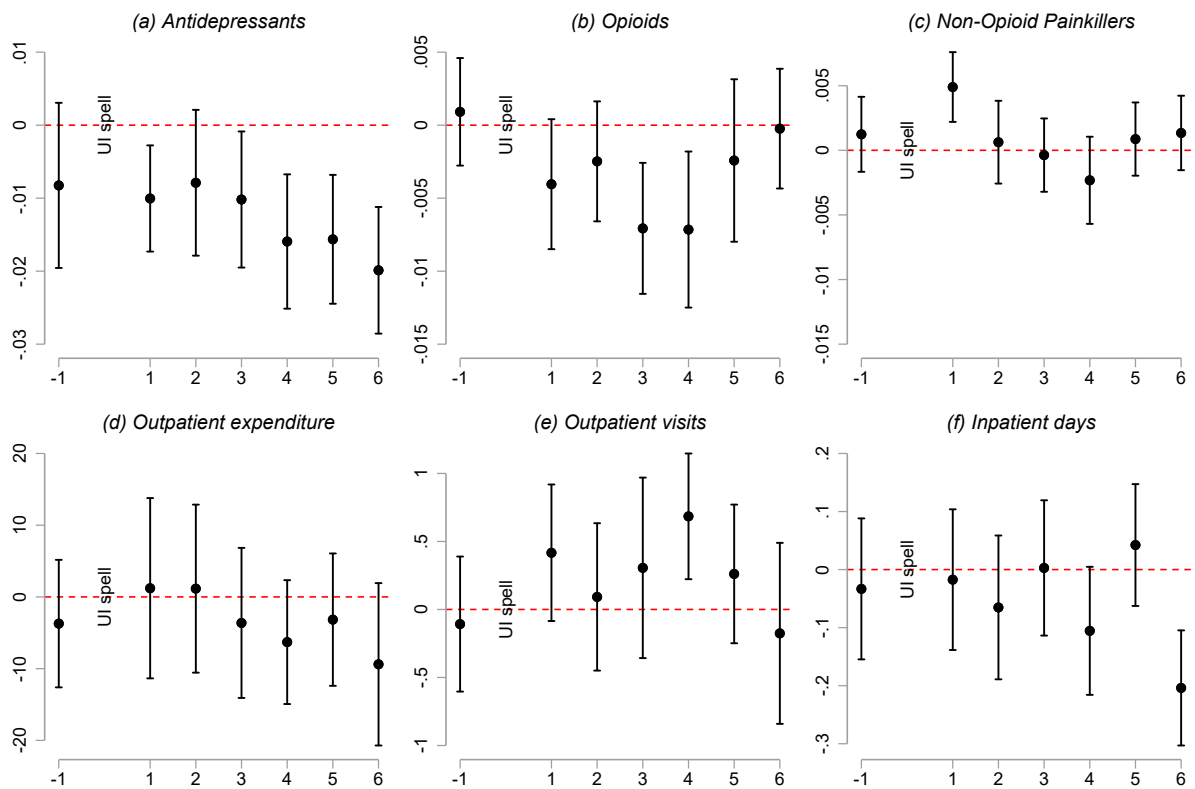 (a) Antidepressants
.01
0
-.01
-.02
-.03
UI spell
-1 1 2 3 4 5 6
(b) Opioids
.005
0
-.005
-.01
-.015
UI spell
-1 1 2 3 4 5 6
(c) Non-Opioid Painkillers
.005
0
-.005
-.01
-.015
UI spell
-1 1 2 3 4 5 6
(d) Outpatient expenditure
20
10
0
-10
-20
UI spell
-1 1 2 3 4 5 6
(e) Outpatient visits
1
.5
0
-.5
-1
UI spell
-1 1 2 3 4 5 6
(f) Inpatient days
.2
.1
0
-.1
-.2
-.3
UI spell
-1 1 2 3 4 5 6